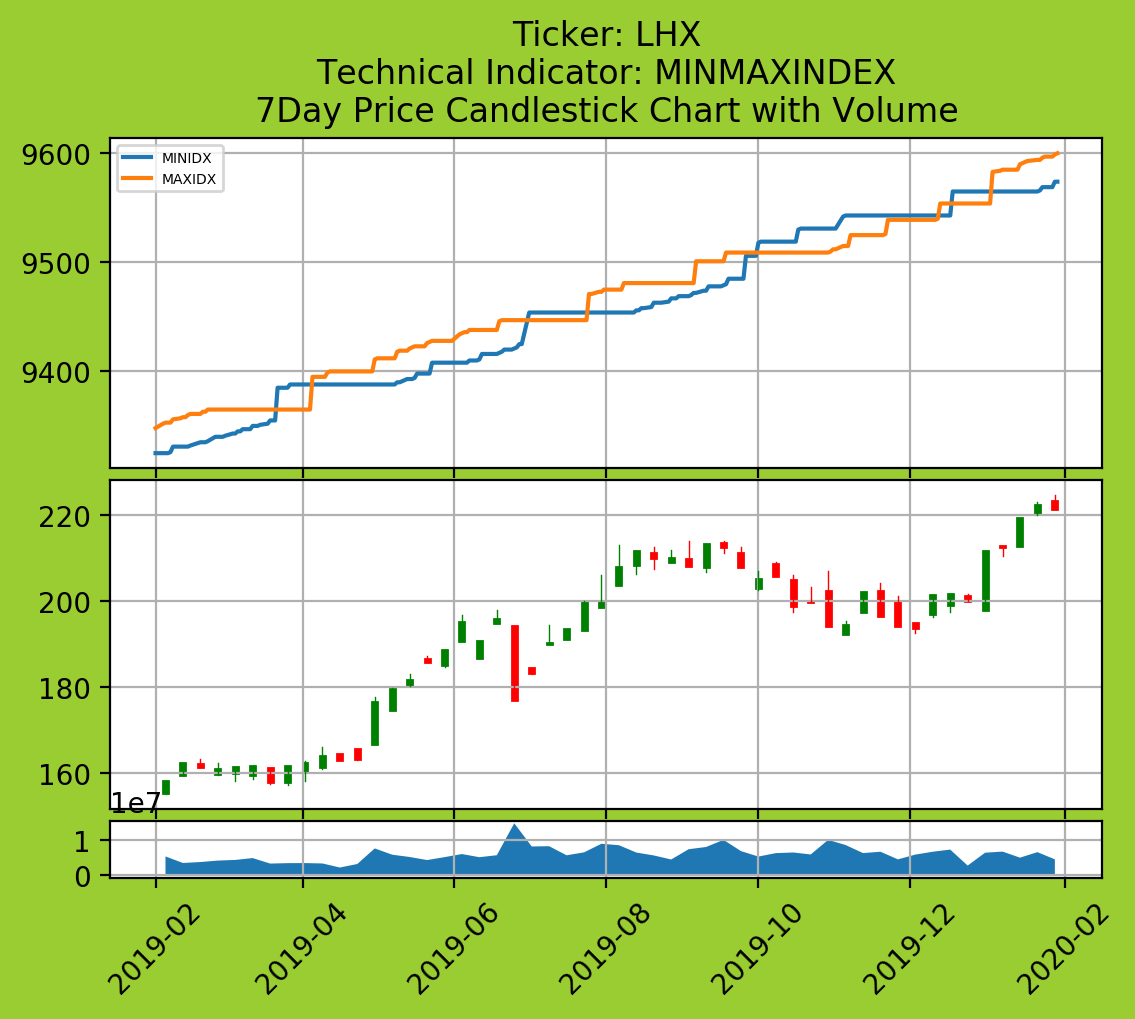 Ticker: LHX
Technical Indicator: MINMAXINDEX
7Day Price Candlestick Chart with Volume
MINIDX
MAXIDX
9600
9500
9400
220
200
180
160
1e7
1
0
2019-02
2019-04
2019-06
2019-08
2019-10
2019-12
2020-02